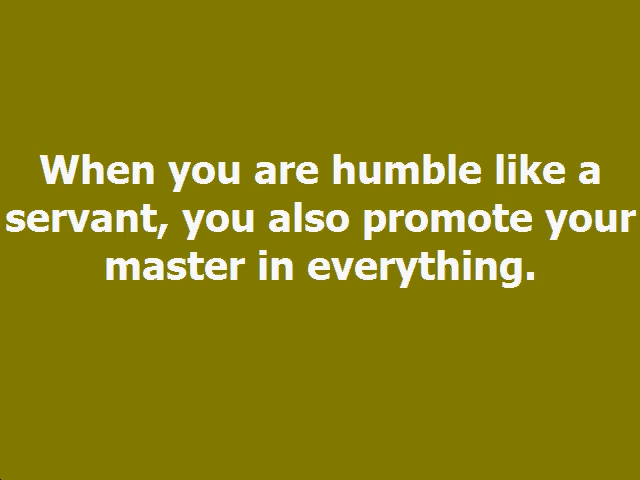 When you are humble like a
servant, you also promote your
master in everything.